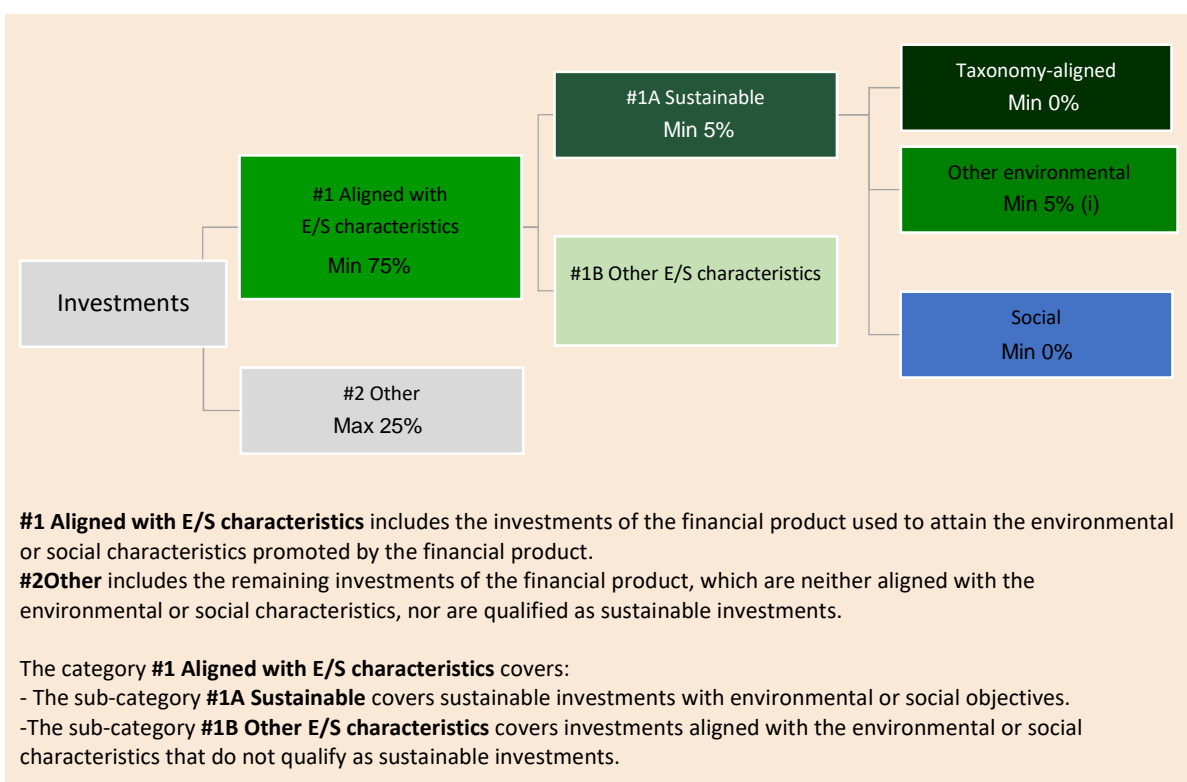 Taxonomy-aligned
Min 0%
#1A Sustainable
Min 5%
Other environmental
Min 5% (i)
#1 Aligned with
E/S characteristics
Min 75%
#1B Other E/S characteristics
Investments
Social
Min 0%
#2 Other
Max 25%
#1 Aligned with E/S characteristics includes the investments of the financial product used to attain the environmental
or social characteristics promoted by the financial product.
#2Other includes the remaining investments of the financial product, which are neither aligned with the
environmental or social characteristics, nor are qualified as sustainable investments.
The category #1 Aligned with E/S characteristics covers:
- The sub-category #1A Sustainable covers sustainable investments with environmental or social objectives.
-The sub-category #1B Other E/S characteristics covers investments aligned with the environmental or social
characteristics that do not qualify as sustainable investments.